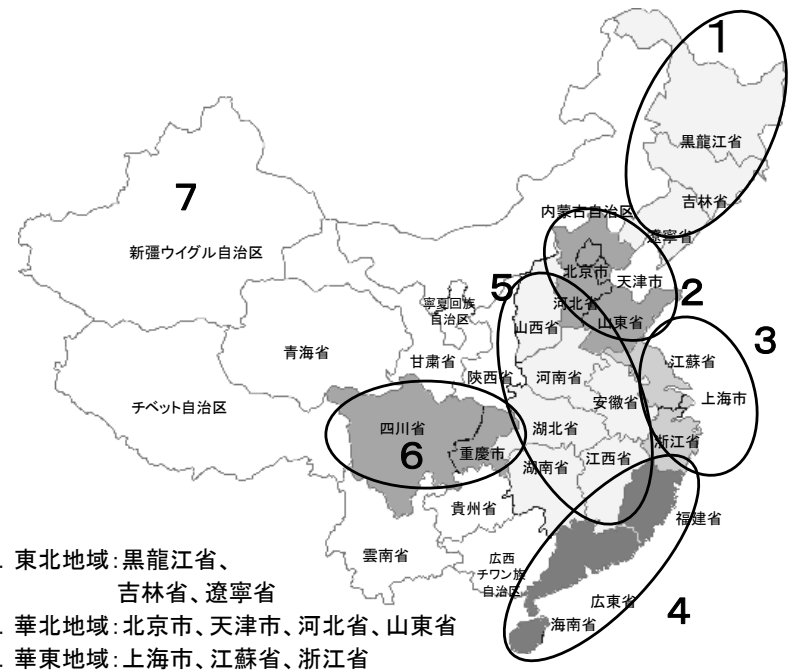 1
黒龍江省
吉林省
7
内蒙古自治区
遼寧省
新疆ウイグル自治区
北京市
天津市
5
2
寧夏回族
自治区
河北省
山東省
山西省
3
青海省
甘粛省
陝西省
河南省
江蘇省
チベット自治区
安徽省
上海市
四川省
湖北省
浙江省
6
重慶市
湖南省
江西省
貴州省
福建省
雲南省
広西
チワン族
自治区
広東省
4
海南省
. 東北地域:黒龍江省、
吉林省、遼寧省
. 華北地域:北京市、天津市、河北省、山東省
. 華東地域:上海市、江蘇省、浙江省